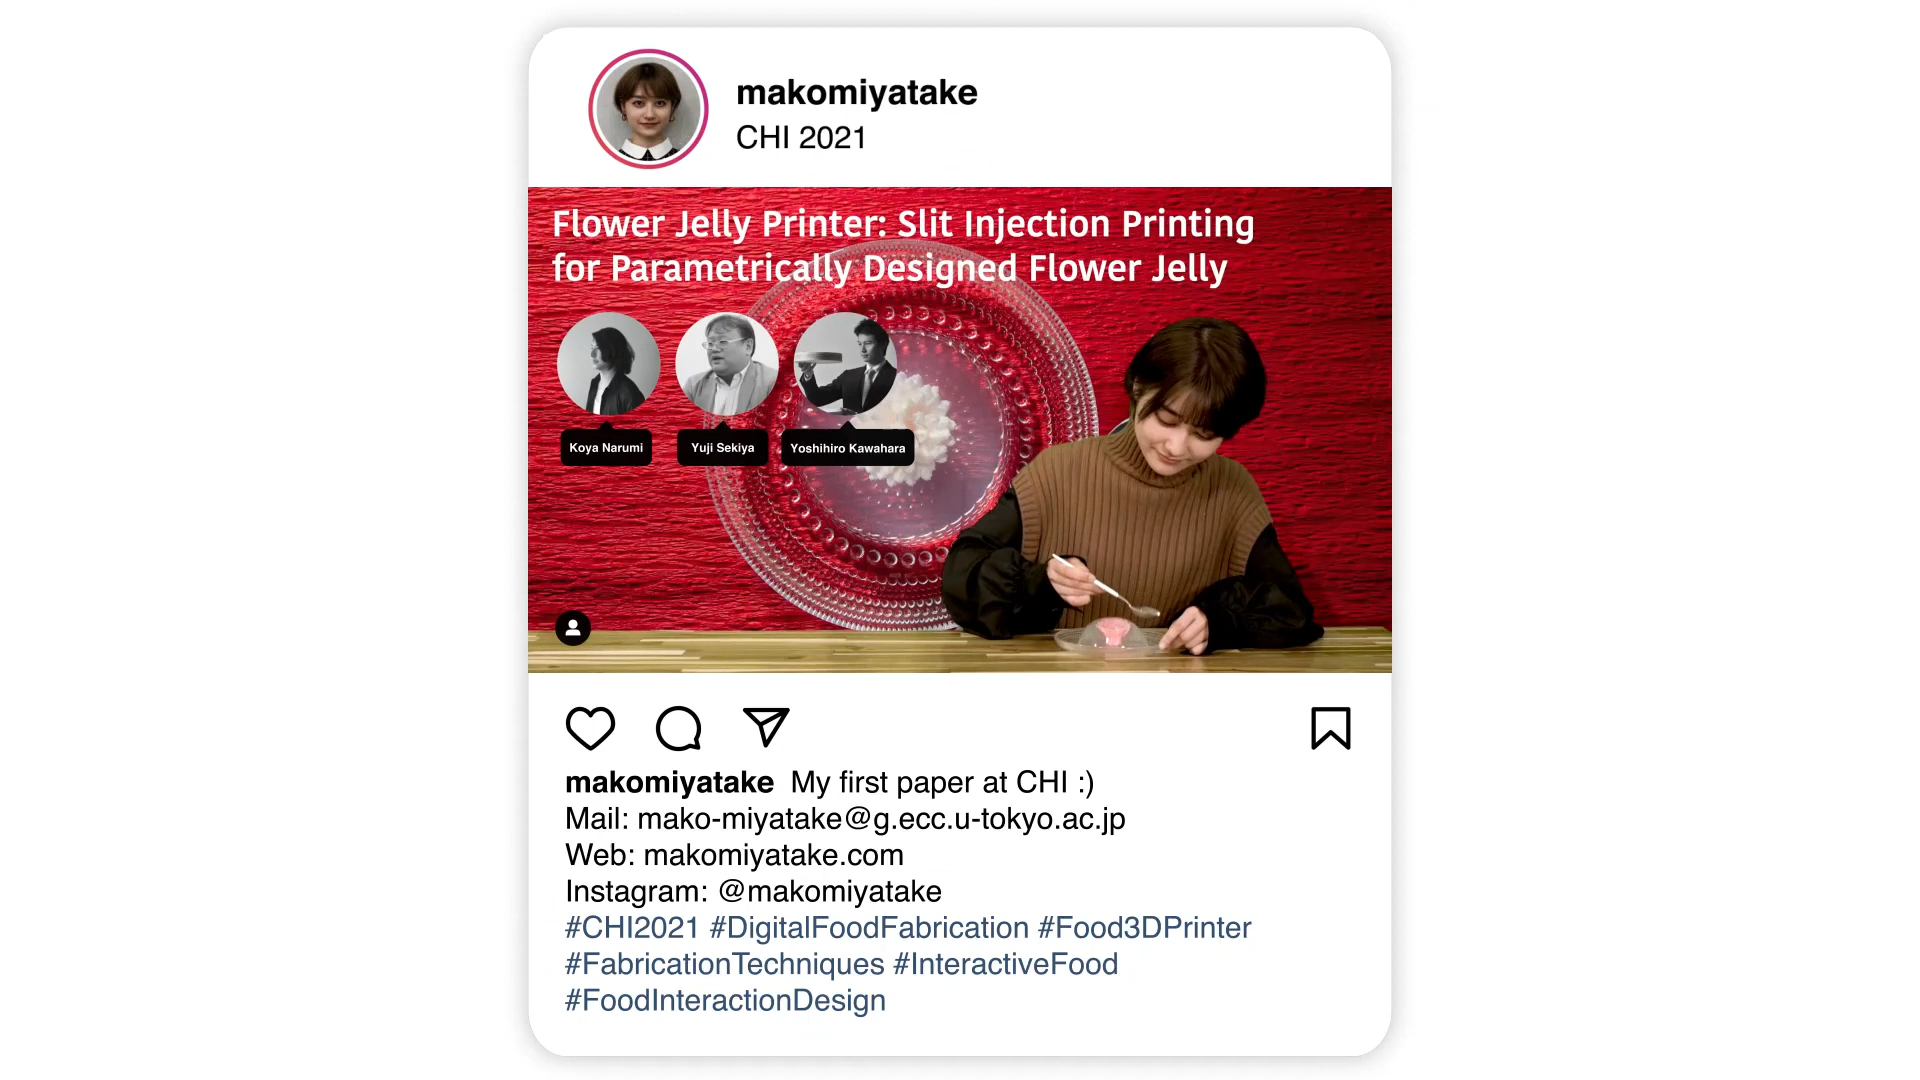 makomiyatake
CHI 2021
Flower Jelly Printer: Slit Injection Printing
for Parametrically Designed Flower Jelly
Koya Narumi
Yuji Sekiya
Yoshihiro Kawahara
makomiyatake My first paper at CHI :)
Mail: mako-miyatake@g.ecc.u-tokyo.ac.jp
Web: makomiyatake.com
Instagram: @makomiyatake
#CHI2021 #DigitalFoodFabrication #Food3DPrinter
#FabricationTechniques #InteractiveFood
#FoodInteractionDesign